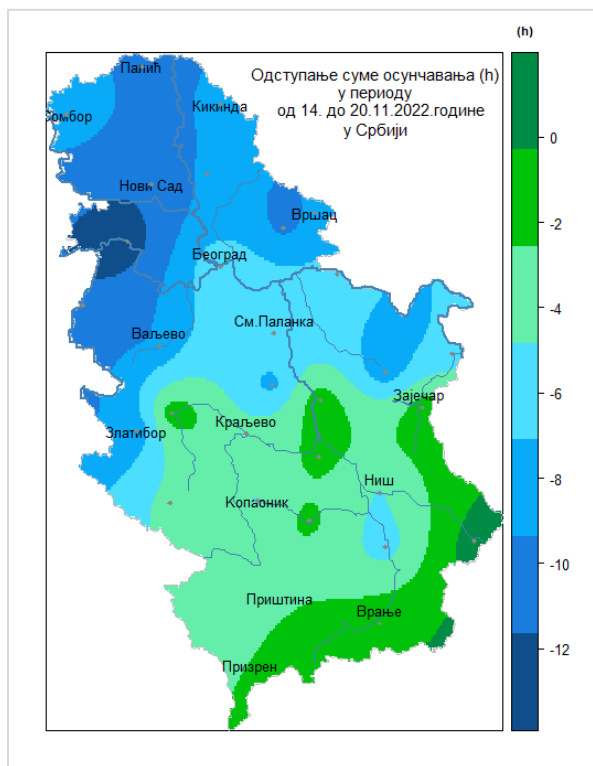 (h)
Одступање суме осунчавања (h)
у периоду
од 14. до 20.11.2022.године
у Србији
Палић
Сомбор
Кикинда
Нови Сад
Вршац
Београд
См.Паланка
Ваљево
Зајечар
Златибор
Краљево
Ниш
Копаоник
Приштина
Врање
Призрен
0
-2
-4
-6
-8
-10
-12